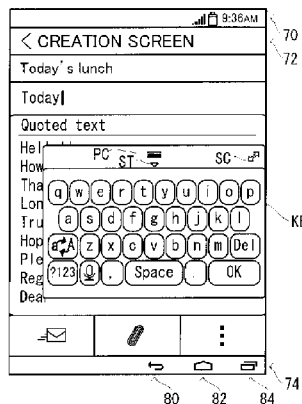 9:36AM
70
< CREATION SCREEN
72
Today's lunch
Today
Quoted text
Hel
How
PC
ST
SC
Tha
q w e r t y u i o p
Lon
Tru
a s d f g h j k l
KB
Hop
a A z x c v b n m Del
Ple
Reg
?123 . Space . OK
Dea
74
80 82 84